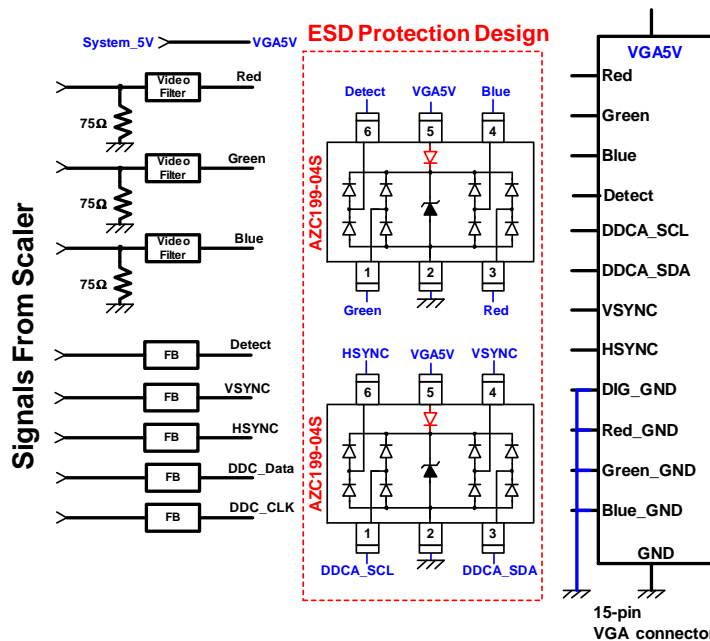 ESD Protection Design
System_5V
VGA5V
Video
Filter
Red
75Ω
Video
Filter
Green
75Ω
Video
Filter
Blue
75Ω
Signals From Scaler
FB
Detect
FB
VSYNC
FB
HSYNC
FB
DDC_Data
FB
DDC_CLK
Detect
VGA5V
Blue
6
5
4
AZC199-04S
1
2
3
Green
Red
HSYNC
VGA5V
VSYNC
6
5
4
AZC199-04S
1
2
3
DDCA_SCL
DDCA_SDA
VGA5V
Red
Green
Blue
Detect
DDCA_SCL
DDCA_SDA
VSYNC
HSYNC
DIG_GND
Red_GND
Green_GND
Blue_GND
GND
15-pin
VGA connector